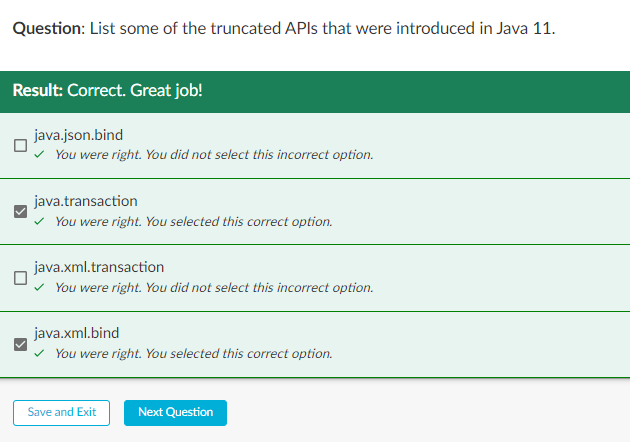 Question: List some of the truncated APIs that were introduced in Java 11.
Result: Correct. Great job!
java.json.bind
You were right. You did not select this incorrect option.
java.transaction
You were right. You selected this correct option.
java.xml.transaction
You were right. You did not select this incorrect option.
java.xml.bind
You were right. You selected this correct option.
Save and Exit
Next Question